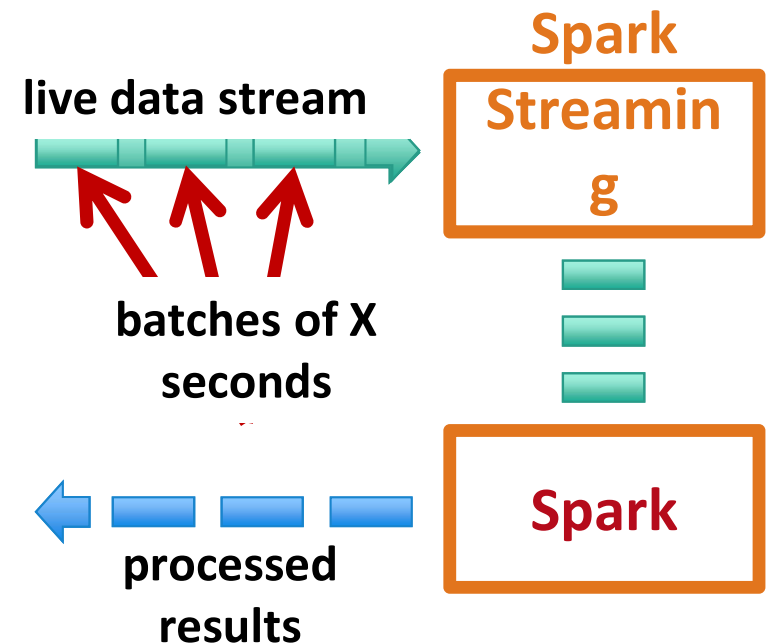 Spark
live data stream
Streamin
g
batches of X
seconds
Spark
processed
results